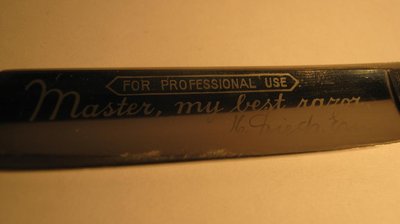 FOR PROFESSIONAL USE
Master, my best razor